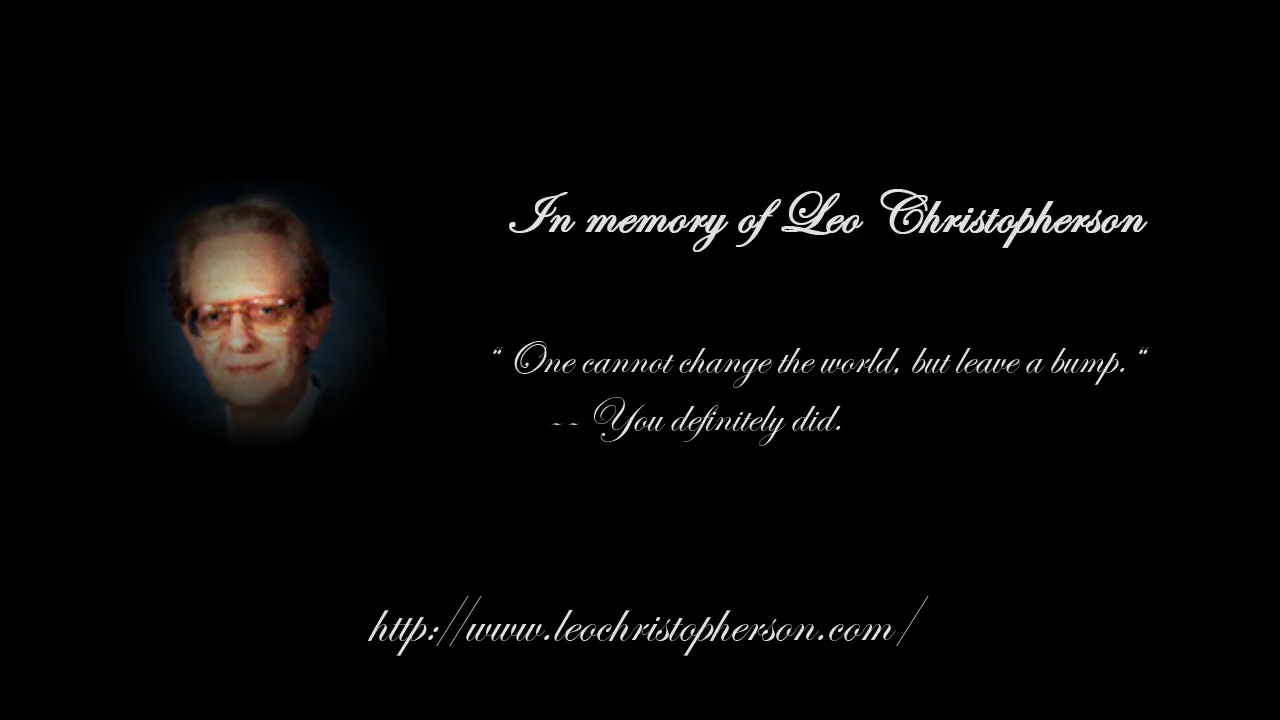 In memory of Leo Christopherson
“ One cannot change the world, but leave a bump.“
-- You definitely did.
http://www.leochristopherson.com/